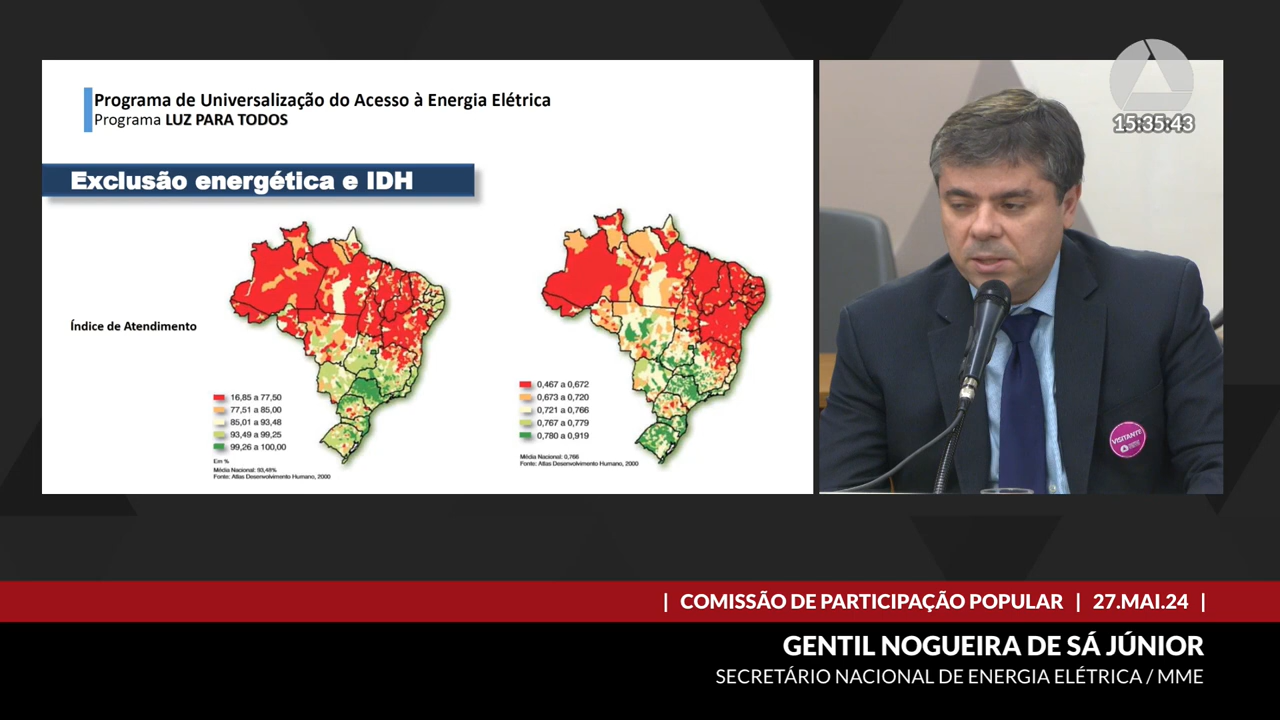 15:35:43
Programa de Universalização do Acesso à Energia Elétrica
Programa LUZ PARA TODOS
Exclusão energética e IDH
Índice de Atendimento
16,85 a 77,50
77,51 a 85,00
85,01 a 93,48
93,49 a 99,25
99,26 a 100,00
Em %
Média Nacional: 93,48%
Fonte: Atlas Desenvolvimento Humano, 2000
0,467 a 0,672
0,673 a 0,720
0,721 a 0,766
0,767 a 0,779
0,780 a 0,919
Média Nacional: 0,766
Fonte: Atlas Desenvolvimento Humano, 2000
VISITANTE
| COMISSÃO DE PARTICIPAÇÃO POPULAR | 27.MAI.24 |
GENTIL NOGUEIRA DE SÁ JÚNIOR
SECRETÁRIO NACIONAL DE ENERGIA ELÉTRICA / MME